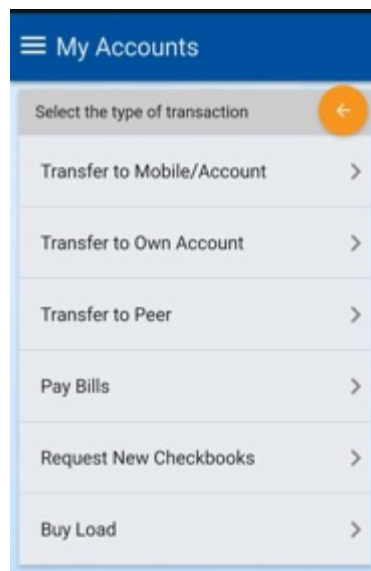 My Accounts
Select the type of transaction
Transfer to Mobile/Account
Transfer to Own Account
Transfer to Peer
Pay Bills
Request New Checkbooks
Buy Load